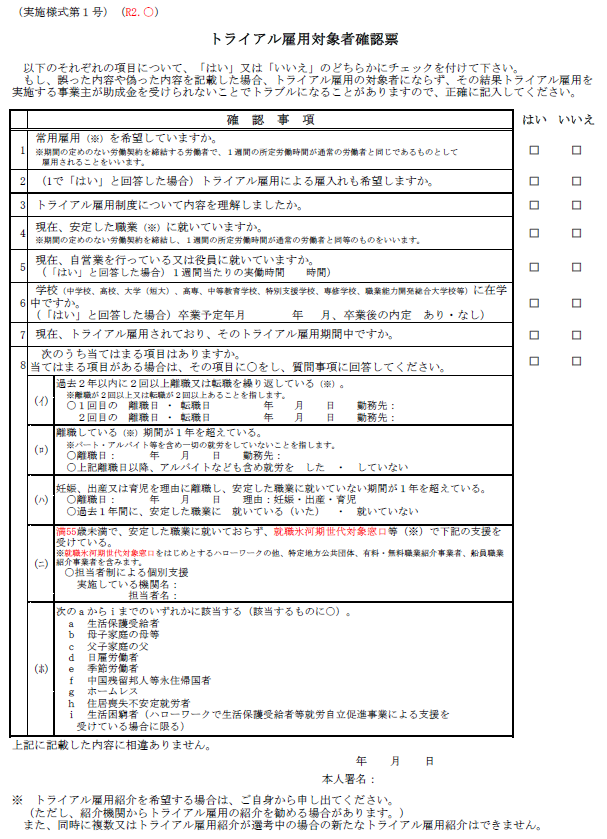 （実施様式第１号）（R2.○）
トライアル雇用対象者確認票
以下のそれぞれの項目について、「はい」又は「いいえ」のどちらかにチェックを付けて下さい。
もし、誤った内容や偽った内容を記載した場合、トライアル雇用の対象者にならず、その結果トライアル雇用を
実施する事業主が助成金を受けられないことでトラブルになることがありますので、正確に記入してください。
確 認 事 項 はい いいえ
1 常用雇用（※）を希望していますか。 □ □
※期間の定めのない労働契約を締結する労働者で、１週間の所定労働時間が通常の労働者と同じであるものとして
雇用されることをいいます。
2 （1で「はい」と回答した場合）トライアル雇用による雇入れも希望しますか。 □ □
3 トライアル雇用制度について内容を理解しましたか。 □ □
4 現在、安定した職業（※）に就いていますか。 □ □
※期間の定めのない労働契約を締結し、１週間の所定労働時間が通常の労働者と同等のものをいいます。
5 現在、自営業を行っている又は役員に就いていますか。 □ □
（「はい」と回答した場合）１週間当たりの実働時間　　時間）
6 学校（中学校、高校、大学（短大）、高専、中等教育学校、特別支援学校、専修学校、職業能力開発総合大学校等）に在学
中ですか。 □ □
（「はい」と回答した場合）卒業予定年月　　　年　　月、卒業後の内定　あり・なし）
7 現在、トライアル雇用されており、そのトライアル雇用期間中ですか。 □ □
8 次のうち当てはまる項目はありますか。 □ □
当てはまる項目がある場合は、その項目に○をし、質問事項に回答してください。
（イ） 過去２年以内に２回以上離職又は転職を繰り返している（※）。
※離職が２回以上又は転職が２回以上あることを指します。
○１回目の　離職日 ・ 転職日　　　　年　　月　　日　　勤務先：
２回目の　離職日 ・ 転職日　　　　年　　月　　日　　勤務先：
（ロ） 離職している（※）期間が１年を超えている。
※パート・アルバイト等を含め一切の就労をしていないことを指します。
○離職日：　　　年　　月　　日　　勤務先：
○上記離職日以降、アルバイトなども含め就労を　した　・　していない
（ハ） 妊娠、出産又は育児を理由に離職し、安定した職業に就いていない期間が１年を超えている。
○離職日：　　　年　　月　　日　　理由：妊娠・出産・育児
○過去１年間に、安定した職業に　就いている（いた）　・　就いていない
（ニ） 満55歳未満で、安定した職業に就いておらず、就職氷河期世代対象窓口等（※）で下記の支援を
受けている。
※就職氷河期世代対象窓口をはじめとするハローワークの他、特定地方公共団体、有料・無料職業紹介事業者、船員職業
紹介事業者を含みます。
○担当者制による個別支援
実施している機関名：
担当者名：
（ホ） 次のａからｉまでのいずれかに該当する（該当するものに○）。
ａ　生活保護受給者
ｂ　母子家庭の母等
ｃ　父子家庭の父
ｄ　日雇労働者
ｅ　季節労働者
ｆ　中国残留邦人等永住帰国者
ｇ　ホームレス
ｈ　住居喪失不安定就労者
ｉ　生活困窮者（ハローワークで生活保護受給者等就労自立促進事業による支援を
受けている場合に限る）
上記に記載した内容に相違ありません。
年　　月　　日
本人署名：
※　トライアル雇用紹介を希望する場合は、ご自身から申し出てください。
（ただし、紹介機関からトライアル雇用の紹介を勧める場合があります。）
また、同時に複数又はトライアル雇用紹介が選考中の場合の新たなトライアル雇用紹介はできません。